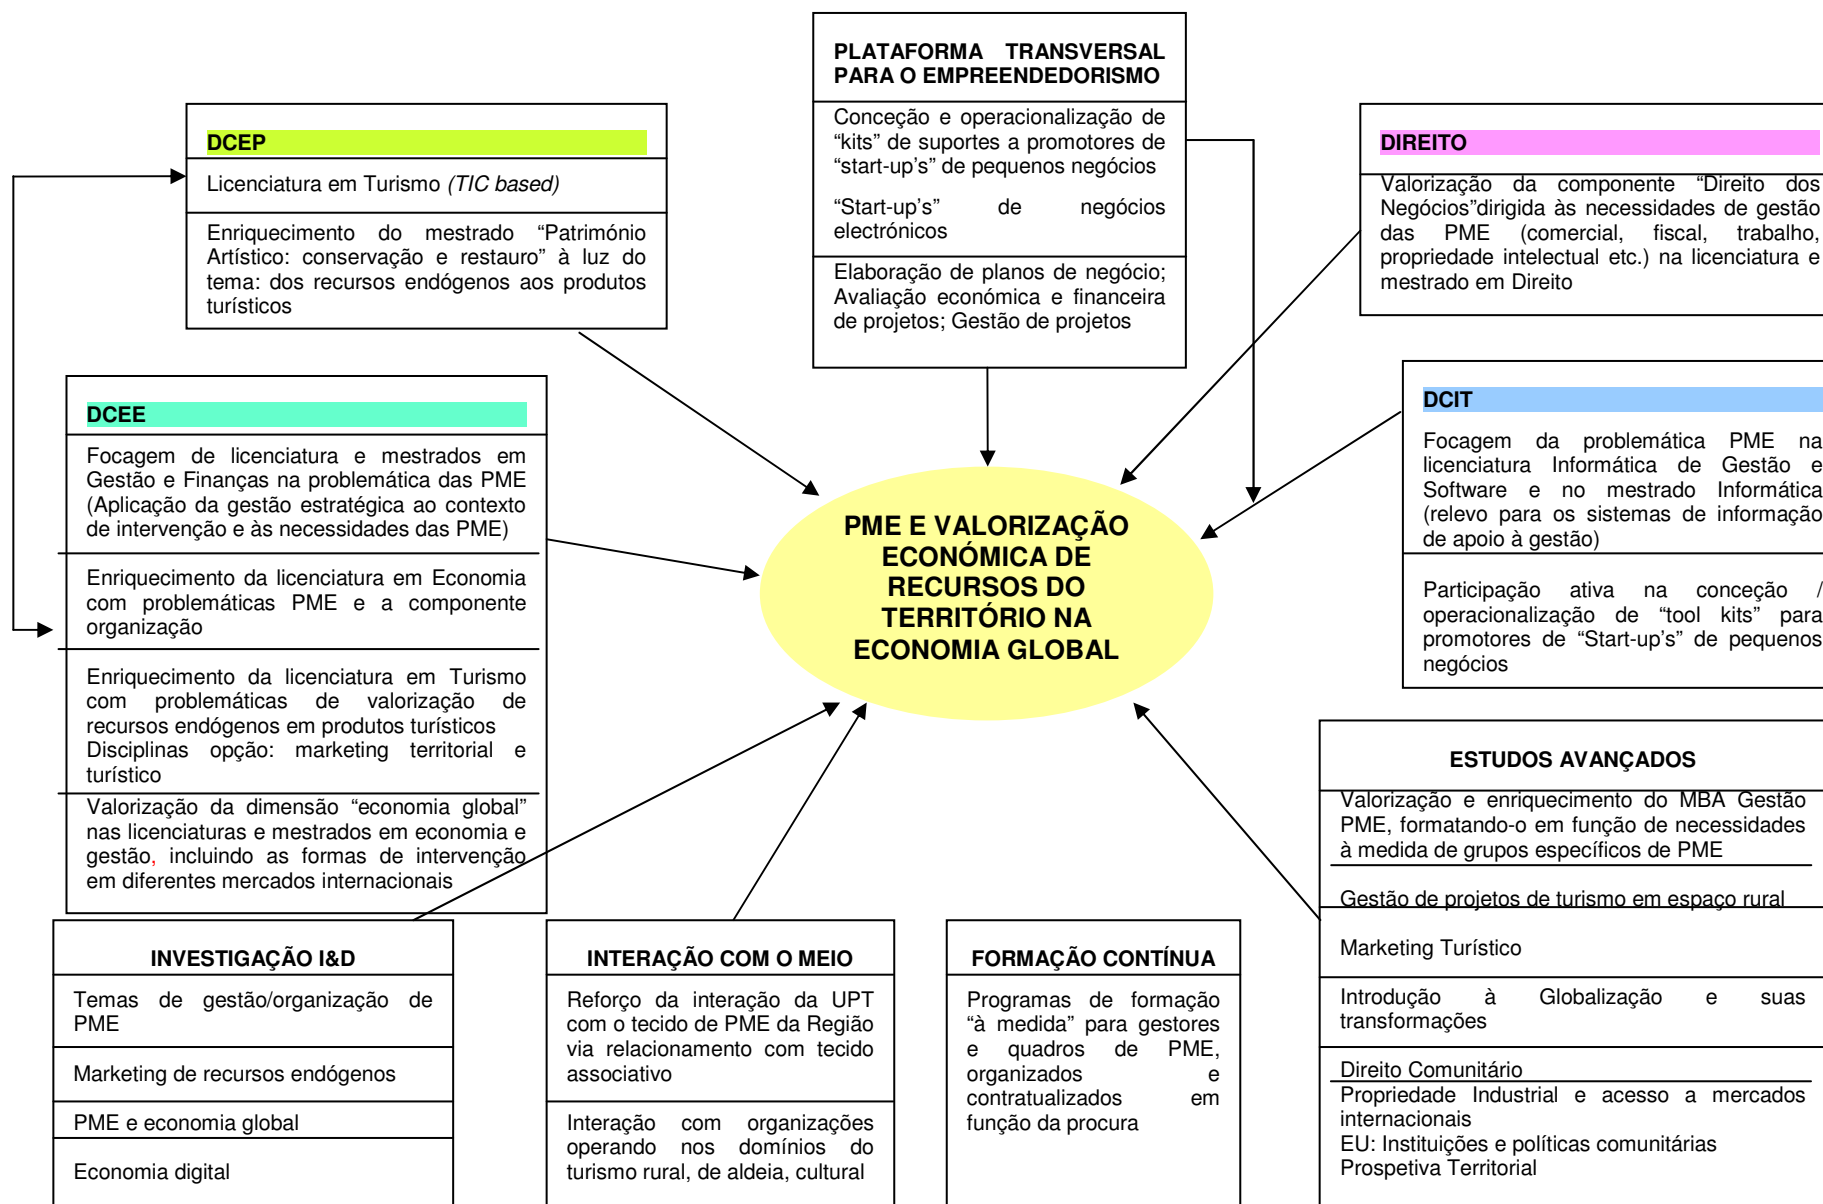 PLATAFORMA TRANSVERSAL
PARA O EMPREENDEDORISMO
Conceção e operacionalização de
“kits” de suportes a promotores de
“start-up’s” de pequenos negócios
“Start-up’s” de negócios
electrónicos
Elaboração de planos de negócio;
Avaliação económica e financeira
de projetos; Gestão de projetos
DCEP
Licenciatura em Turismo (TIC based)
Enriquecimento do mestrado “Património
Artístico: conservação e restauro” à luz do
tema: dos recursos endógenos aos produtos
turísticos
DIREITO
Valorização da componente “Direito dos
Negócios”dirigida às necessidades de gestão
das PME (comercial, fiscal, trabalho,
propriedade intelectual etc.) na licenciatura e
mestrado em Direito
DCEE
Focagem de licenciatura e mestrados em
Gestão e Finanças na problemática das PME
(Aplicação da gestão estratégica ao contexto
de intervenção e às necessidades das PME)
Enriquecimento da licenciatura em Economia
com problemáticas PME e a componente
organização
Enriquecimento da licenciatura em Turismo
com problemáticas de valorização de
recursos endógenos em produtos turísticos
Disciplinas opção: marketing territorial e
turístico
Valorização da dimensão “economia global”
nas licenciaturas e mestrados em economia e
gestão, incluindo as formas de intervenção
em diferentes mercados internacionais
PME E VALORIZAÇÃO
ECONÓMICA DE
RECURSOS DO
TERRITÓRIO NA
ECONOMIA GLOBAL
DCIT
Focagem da problemática PME na
licenciatura Informática de Gestão e
Software e no mestrado Informática
(relevo para os sistemas de informação
de apoio à gestão)
Participação ativa na conceção /
operacionalização de “tool kits” para
promotores de “Start-up’s” de pequenos
negócios
INVESTIGAÇÃO I&D
Temas de gestão/organização de
PME
Marketing de recursos endógenos
PME e economia global
Economia digital
INTERAÇÃO COM O MEIO
Reforço da interação da UPT
com o tecido de PME da Região
via relacionamento com tecido
associativo
Interação com organizações
operando nos domínios do
turismo rural, de aldeia, cultural
FORMAÇÃO CONTÍNUA
Programas de formação
“à medida” para gestores
e quadros de PME,
organizados e
contratualizados em
função da procura
ESTUDOS AVANÇADOS
Valorização e enriquecimento do MBA Gestão
PME, formatando-o em função de necessidades
à medida de grupos específicos de PME
Gestão de projetos de turismo em espaço rural
Marketing Turístico
Introdução à Globalização e suas
transformações
Direito Comunitário
Propriedade Industrial e acesso a mercados
internacionais
EU: Instituições e políticas comunitárias
Prospetiva Territorial